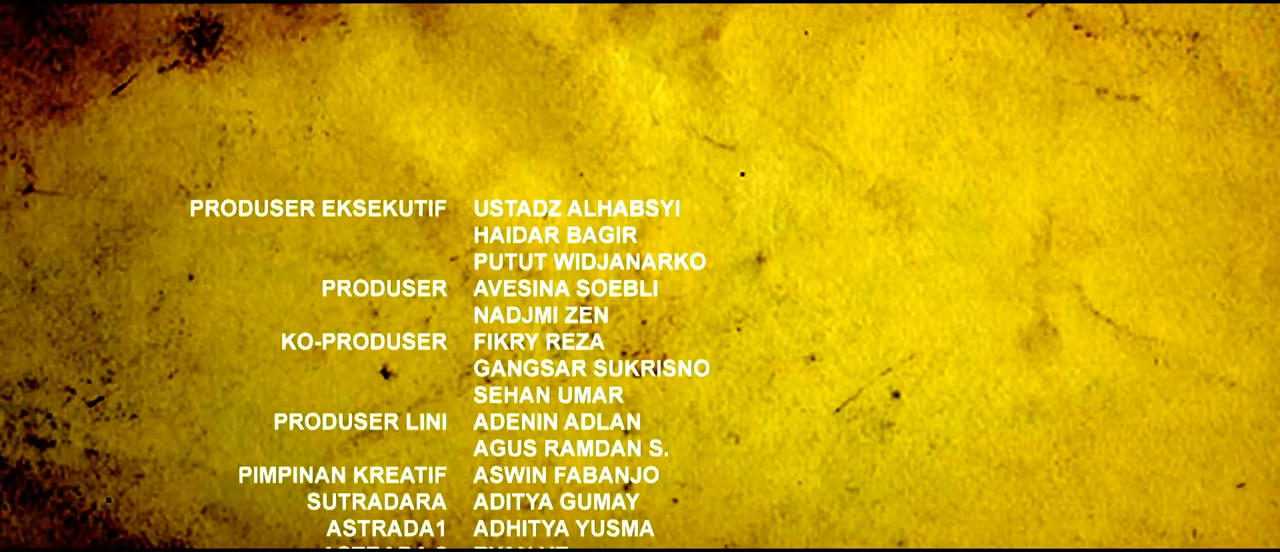 PRODUSER EKSEKUTIF USTADZ ALHABSYI
HAIDAR BAGIR
PUTUT WIDJANARKO
PRODUSER AVESINA SOEBLI
NADJMI ZEN
KO-PRODUSER FIKRY REZA
GANGSAR SUKRISNO
SEHAN UMAR
PRODUSER LINI ADENIN ADLAN
AGUS RAMDAN S.
PIMPINAN KREATIF ASWIN FABANJO
SUTRADARA ADITYA GUMAY
ASTRADA1 ADHITYA YUSMA